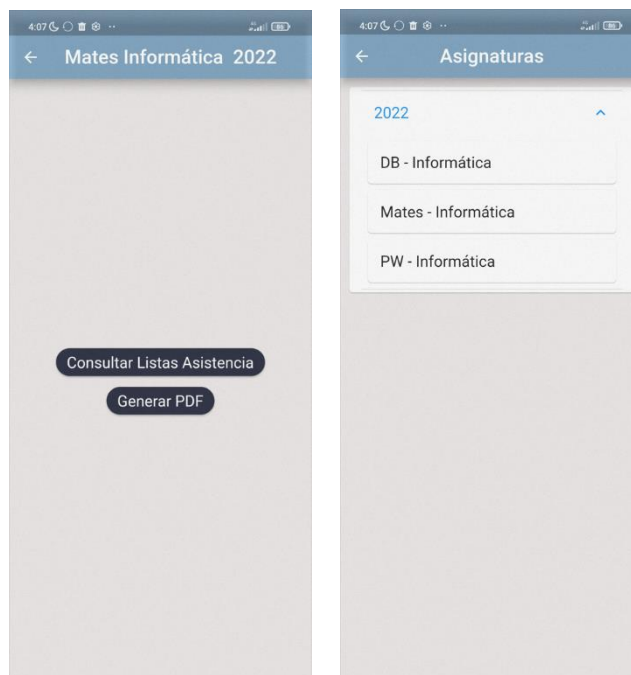 4:07
Mates Informática 2022
Consultar Listas Asistencia
Generar PDF
4:07
Asignaturas
2022
DB - Informática
Mates - Informática
PW - Informática